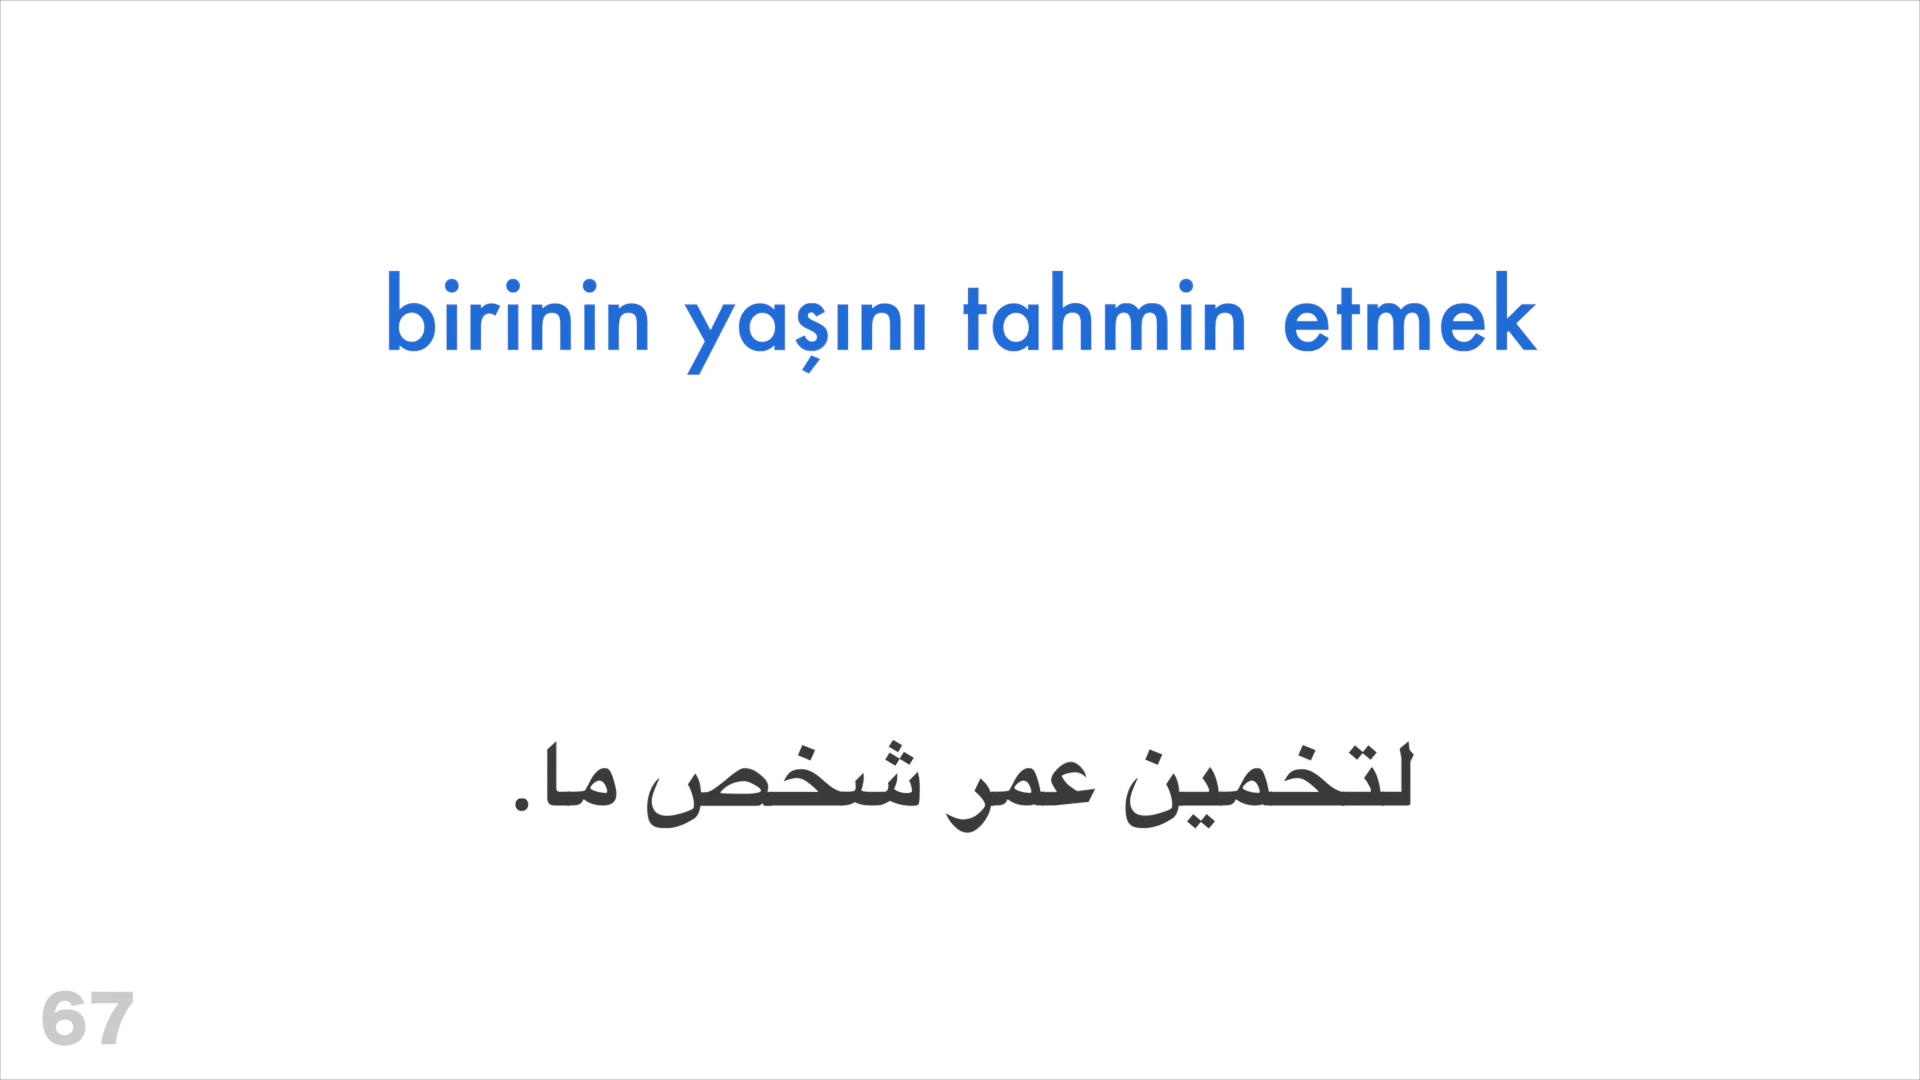 birinin yaşını tahmin etmek
لتخمين عمر شخص ما.
67